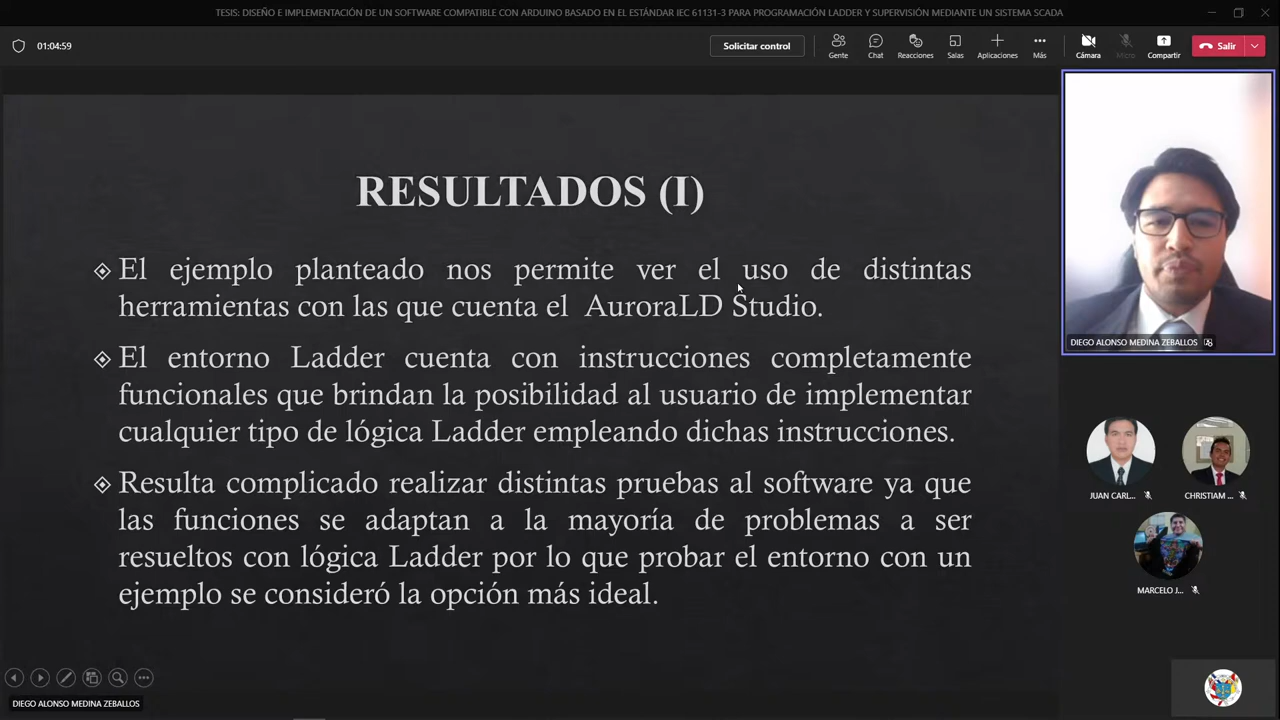 TESIS: DISEÑO E IMPLEMENTACIÓN DE UN SOFTWARE COMPATIBLE CON ARDUINO BASADO EN EL ESTÁNDAR IEC 61131-3 PARA PROGRAMACIÓN LADDER Y SUPERVISIÓN MEDIANTE UN SISTEMA SCADA
01:04:59
Solicitar control
Gente
Chat
Reacciones
Salas
Aplicaciones
Más
Cámara
Micro
Compartir
Salir
RESULTADOS (I)
El ejemplo planteado nos permite ver el uso de distintas
herramientas con las que cuenta el AuroraLD Studio.
El entorno Ladder cuenta con instrucciones completamente
funcionales que brindan la posibilidad al usuario de implementar
cualquier tipo de lógica Ladder empleando dichas instrucciones.
Resulta complicado realizar distintas pruebas al software ya que
las funciones se adaptan a la mayoría de problemas a ser
resueltos con lógica Ladder por lo que probar el entorno con un
ejemplo se consideró la opción más ideal.
DIEGO ALONSO MEDINA ZEBALLOS
JUAN CARL...
CHRISTIAM ...
MARCELO J...
DIEGO ALONSO MEDINA ZEBALLOS